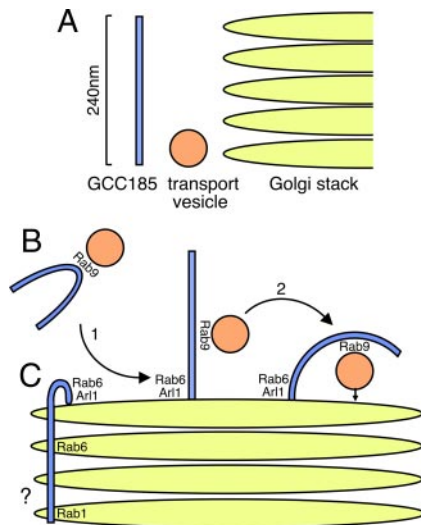 A
240nm
GCC185
transport
vesicle
Golgi stack
B
Rab9
1
Rab6
Arl1
Rab9
2
Rab6
Arl1
Rab9
C
Rab6
Arl1
Rab6
?
Rab1